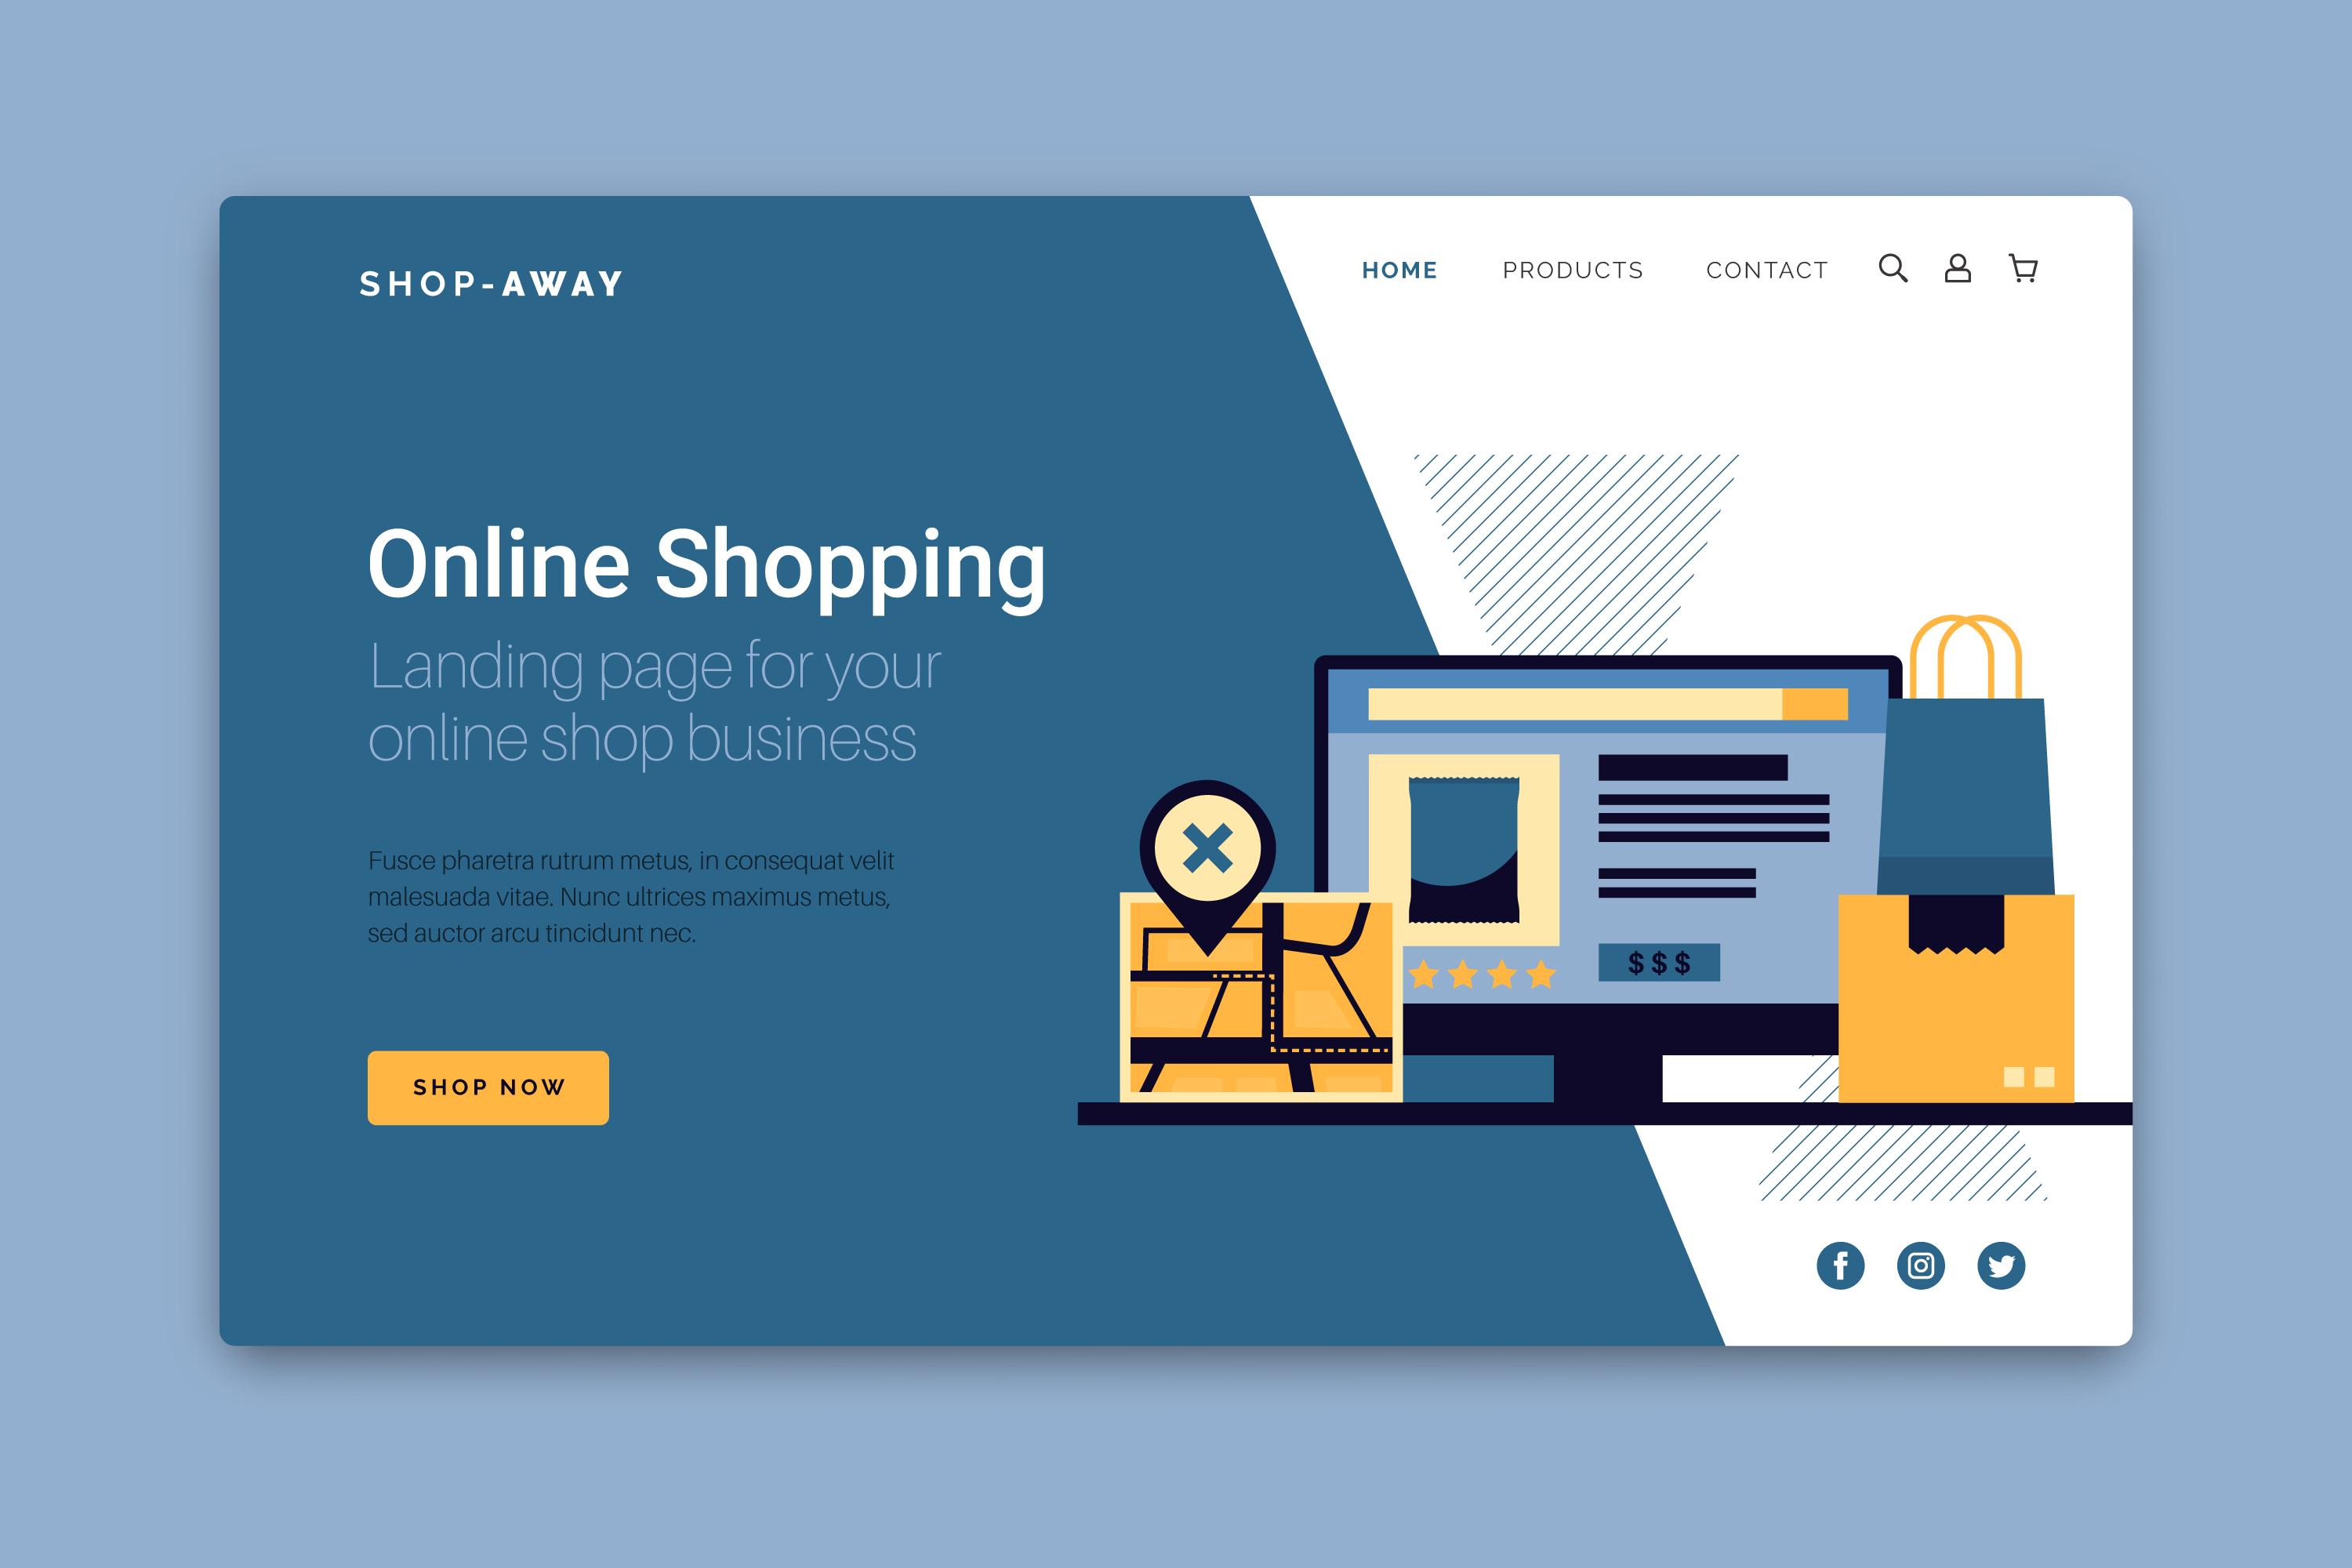 SHOP-AWAY
HOME PRODUCTS CONTACT
Online Shopping
Landing page for your
online shop business
Fusce pharetra rutrum metus, in consequat velit
malesuada vitae. Nunc ultrices maximus metus,
sed auctor arcu tincidunt nec.
$$$
SHOP NOW